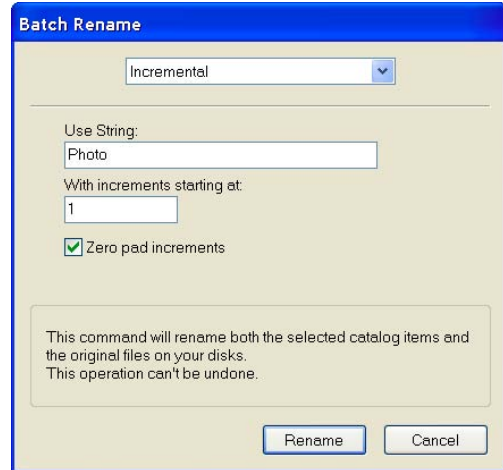 Batch Rename
Incremental
Use String:
Photo
With increments starting at:
1
Zero pad increments
This command will rename both the selected catalog items and
the original files on your disks.
This operation can't be undone.
Rename
Cancel